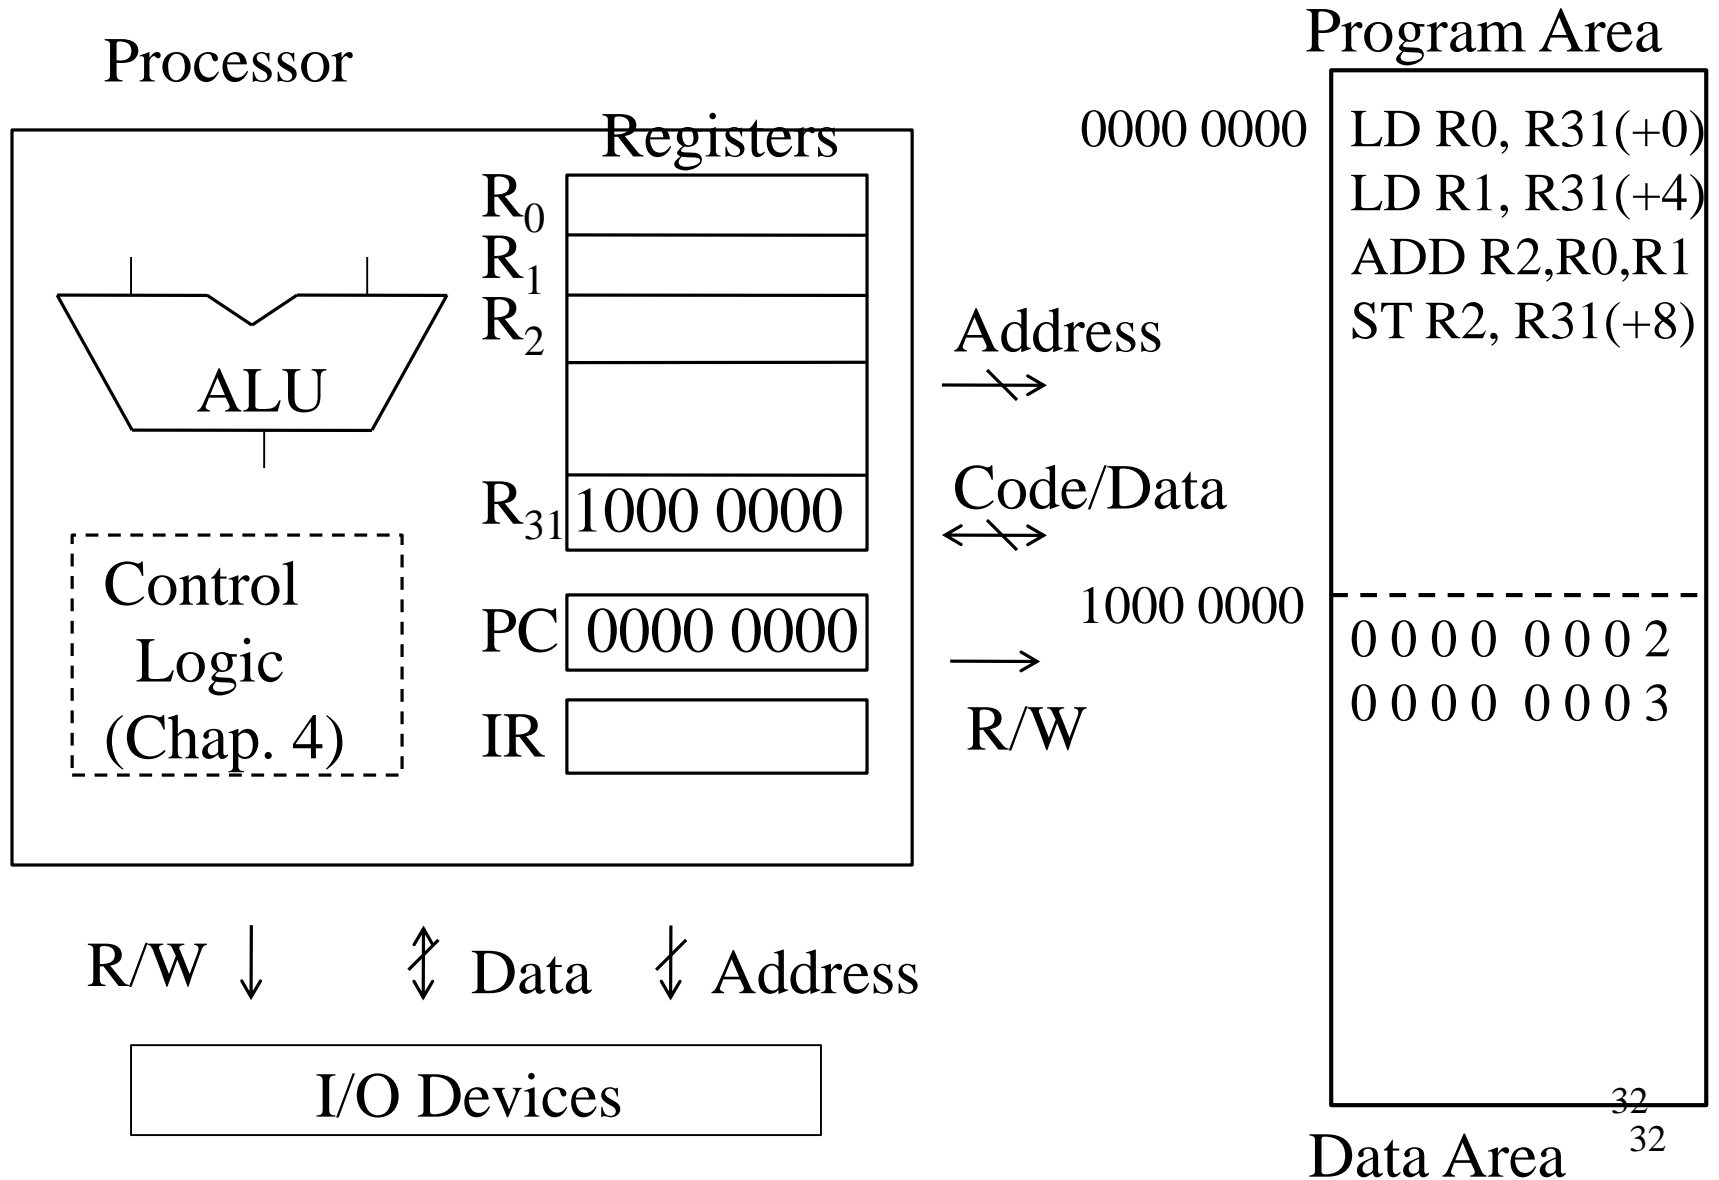 Processor
Registers
R0
R1
R2
R31 1000 0000
PC 0000 0000
IR
ALU
Control
Logic
(Chap. 4)
Address
Code/Data
R/W
Program Area
0000 0000 LD R0, R31(+0)
LD R1, R31(+4)
ADD R2,R0,R1
ST R2, R31(+8)
1000 0000
0 0 0 0 0 0 0 2
0 0 0 0 0 0 0 3
R/W
Data
Address
I/O Devices
32
32
Data Area